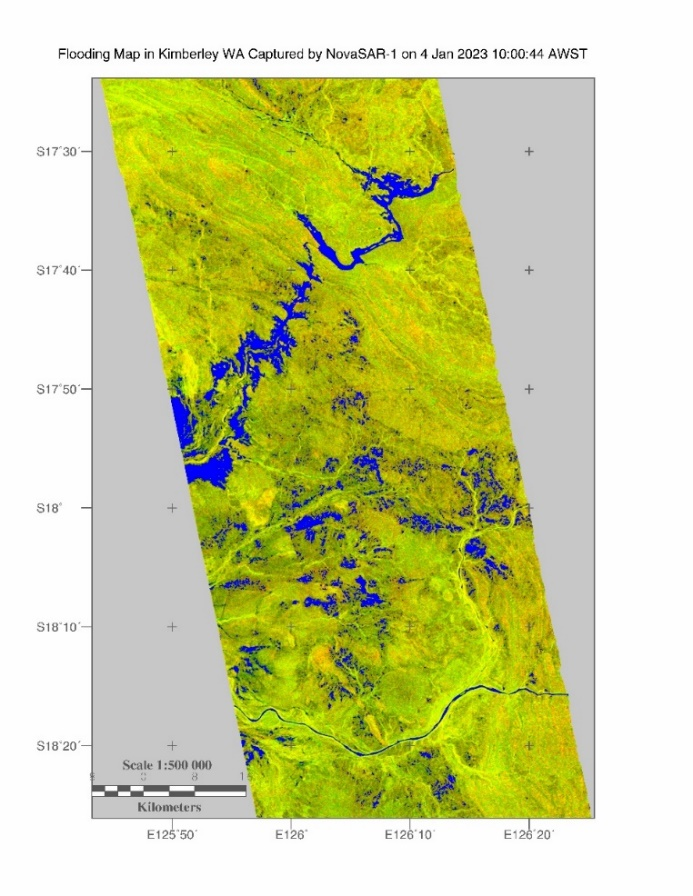 Flooding Map in Kimberley WA Captured by NovaSAR-1 on 4 Jan 2023 10:00:44 AWST
S17°30'
S17°40'
S17°50'
S18°
S18°10'
S18°20'
Scale 1:500 000
8 0 8
Kilometers
E125°50' E126° E126°10' E126°20'